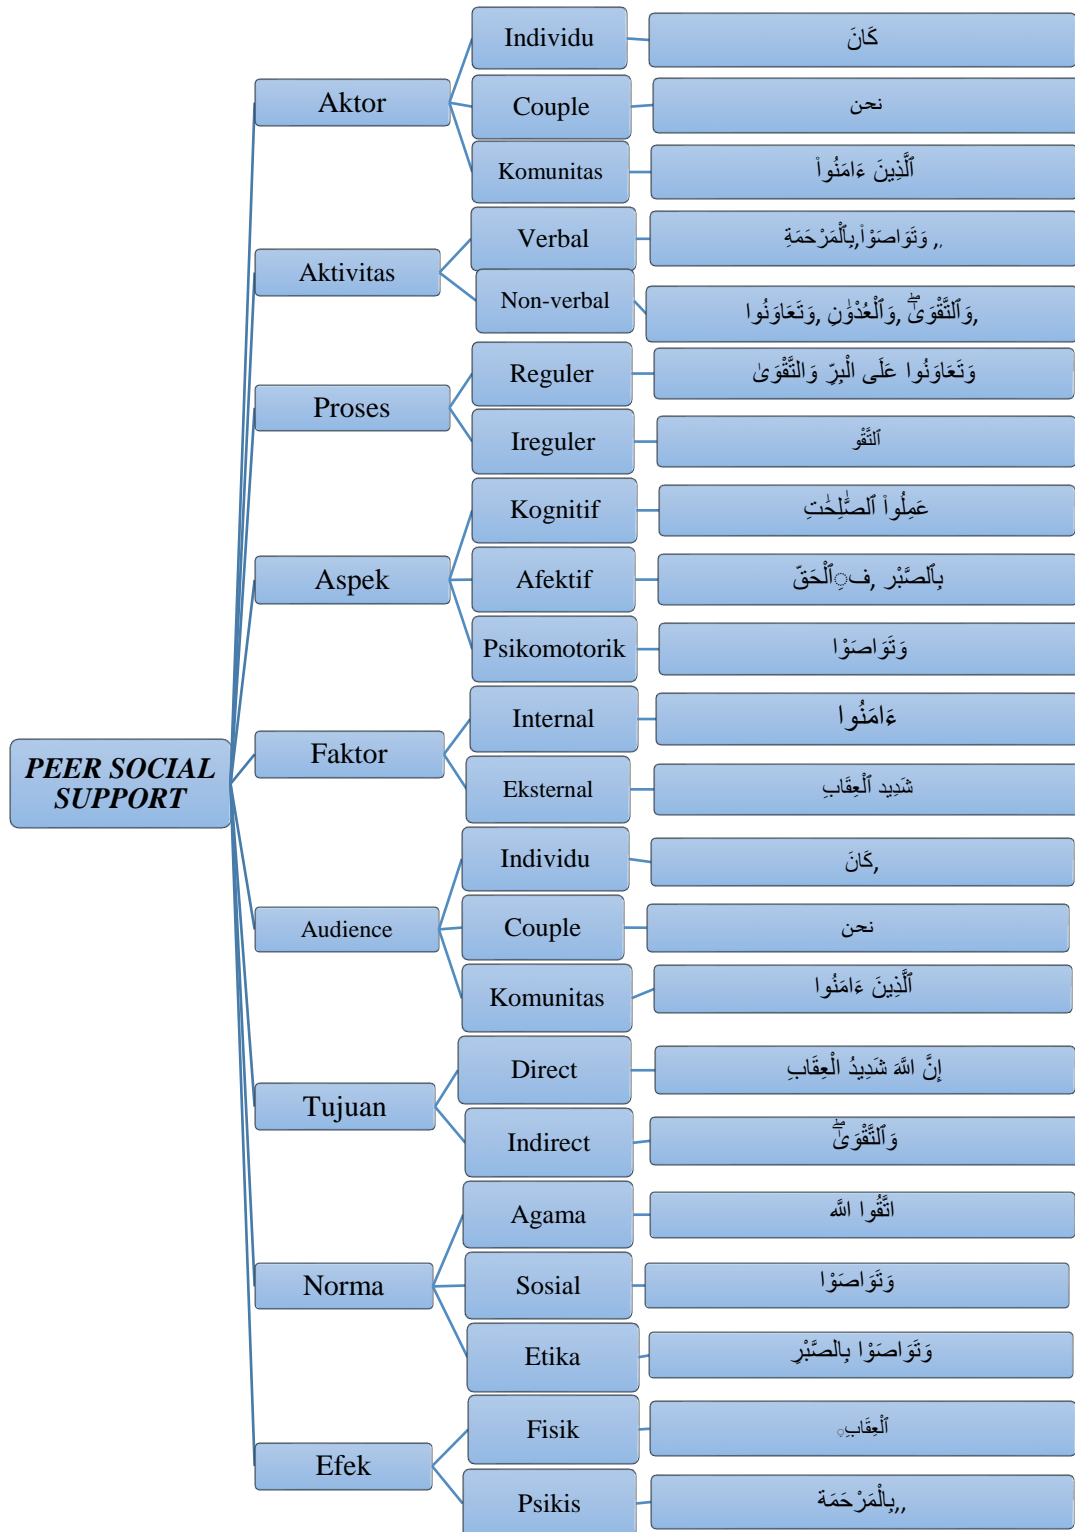 PEER SOCIAL
SUPPORT
Aktor
Individu
كَانَ
Couple
نحن
Komunitas
ٱلَّذِينَ ءَامَنُواْ
Aktivitas
Verbal
,, وَتَوَاصَوْاْ,بِٱلْمَرْحَمَةِ
Non-verbal
,وَٱلتَّقْوَىٰۖ ,وَٱلْعُدْوَٰنِ ,وَتَعَاوَنُوا
Proses
Reguler
وَتَعَاوَنُوا عَلَى الْبِرِّ وَالتَّقْوَىٰ
Ireguler
ٱلتَّقْو
Aspek
Kognitif
عَمِلُواْ ٱلصَّٰلِحَٰتِ
Afektif
بِٱلصَّبْر ,فِٱلْحَقّ
Psikomotorik
وَتَوَاصَوْا
Faktor
Internal
ءَامَنُوا
Eksternal
شَدِيد ٱلْعِقَابِ
Audience
Individu
,كَانَ
Couple
نحن
Komunitas
ٱلَّذِينَ ءَامَنُوا
Tujuan
Direct
إِنَّ اللَّهَ شَدِيدُ الْعِقَابِ
Indirect
وَٱلتَّقْوَىٰۖ
Norma
Agama
اتَّقُوا اللَّه
Sosial
وَتَوَاصَوْا
Etika
وَتَوَاصَوْا بِالصَّبْرِ
Efek
Fisik
ٱلْعِقَابِ
Psikis
,,بِالْمَرْحَمَة